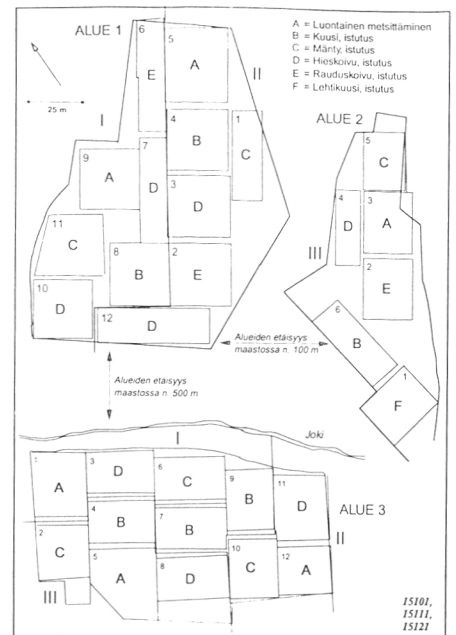 ALUE 1
A = Luontainen metsittäminen
B = Kuusi, istutus
C = Mänty, istutus
D = Hieskoivu, istutus
E = Rauduskoivu, istutus
F = Lehtikuusi, istutus
25 m
I
II
6
E
5
A
4
B
1
C
9
A
7
D
3
D
11
C
8
B
2
E
10
D
12
D
ALUE 2
5
C
4
D
3
A
III
2
E
6
B
1
F
Alueiden etäisyys
maastossa n. 100 m
Alueiden etäisyys
maastossa n. 500 m
I
Joki
1
A
3
D
6
C
9
B
11
D
ALUE 3
4
B
7
B
II
2
C
5
A
8
D
10
C
12
A
III
15101,
15111,
15121